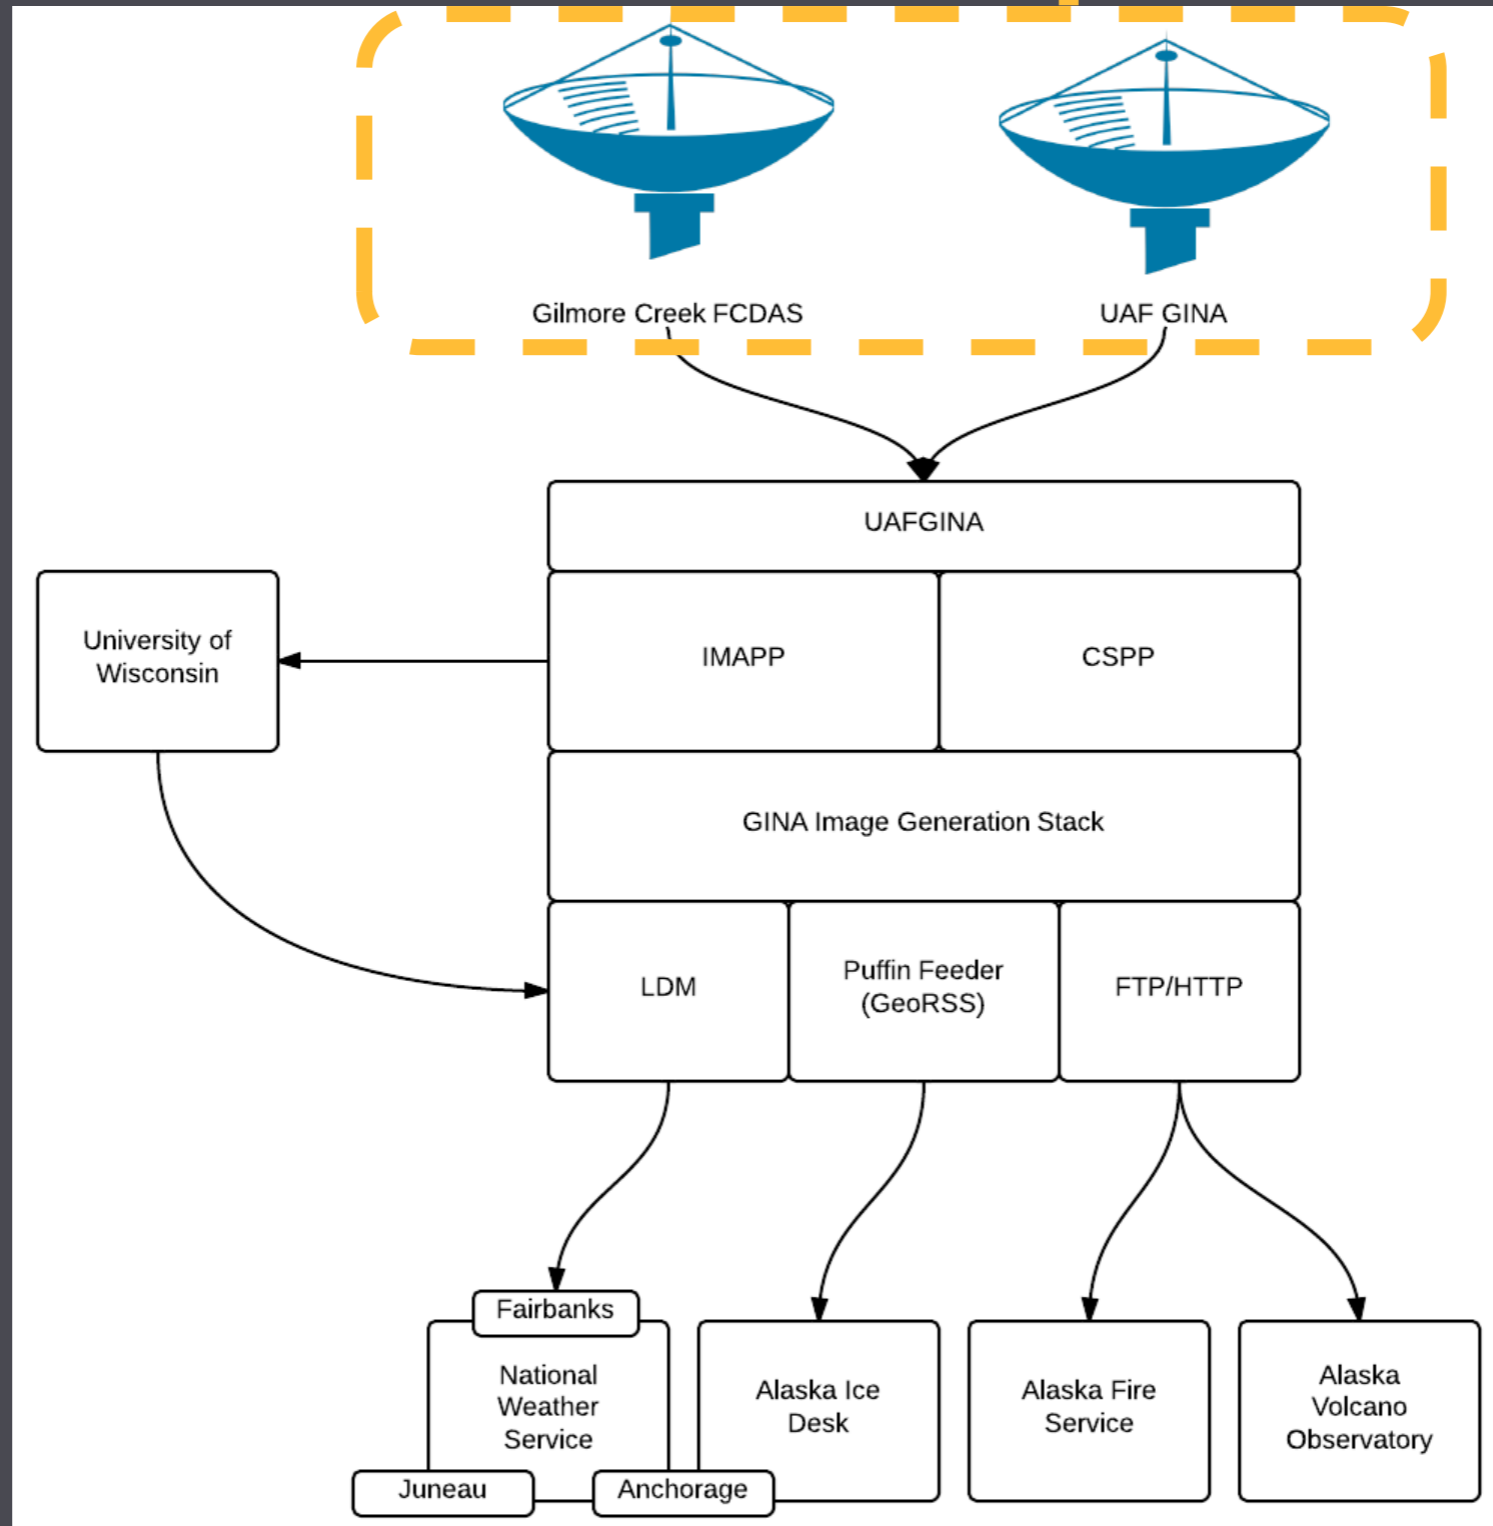 Gilmore Creek FCDAS
UAF GINA
UAFGINA
University of
Wisconsin
IMAPP
CSPP
GINA Image Generation Stack
LDM
Puffin Feeder
(GeoRSS)
FTP/HTTP
Fairbanks
National
Weather
Service
Juneau
Anchorage
Alaska Ice
Desk
Alaska Fire
Service
Alaska
Volcano
Observatory